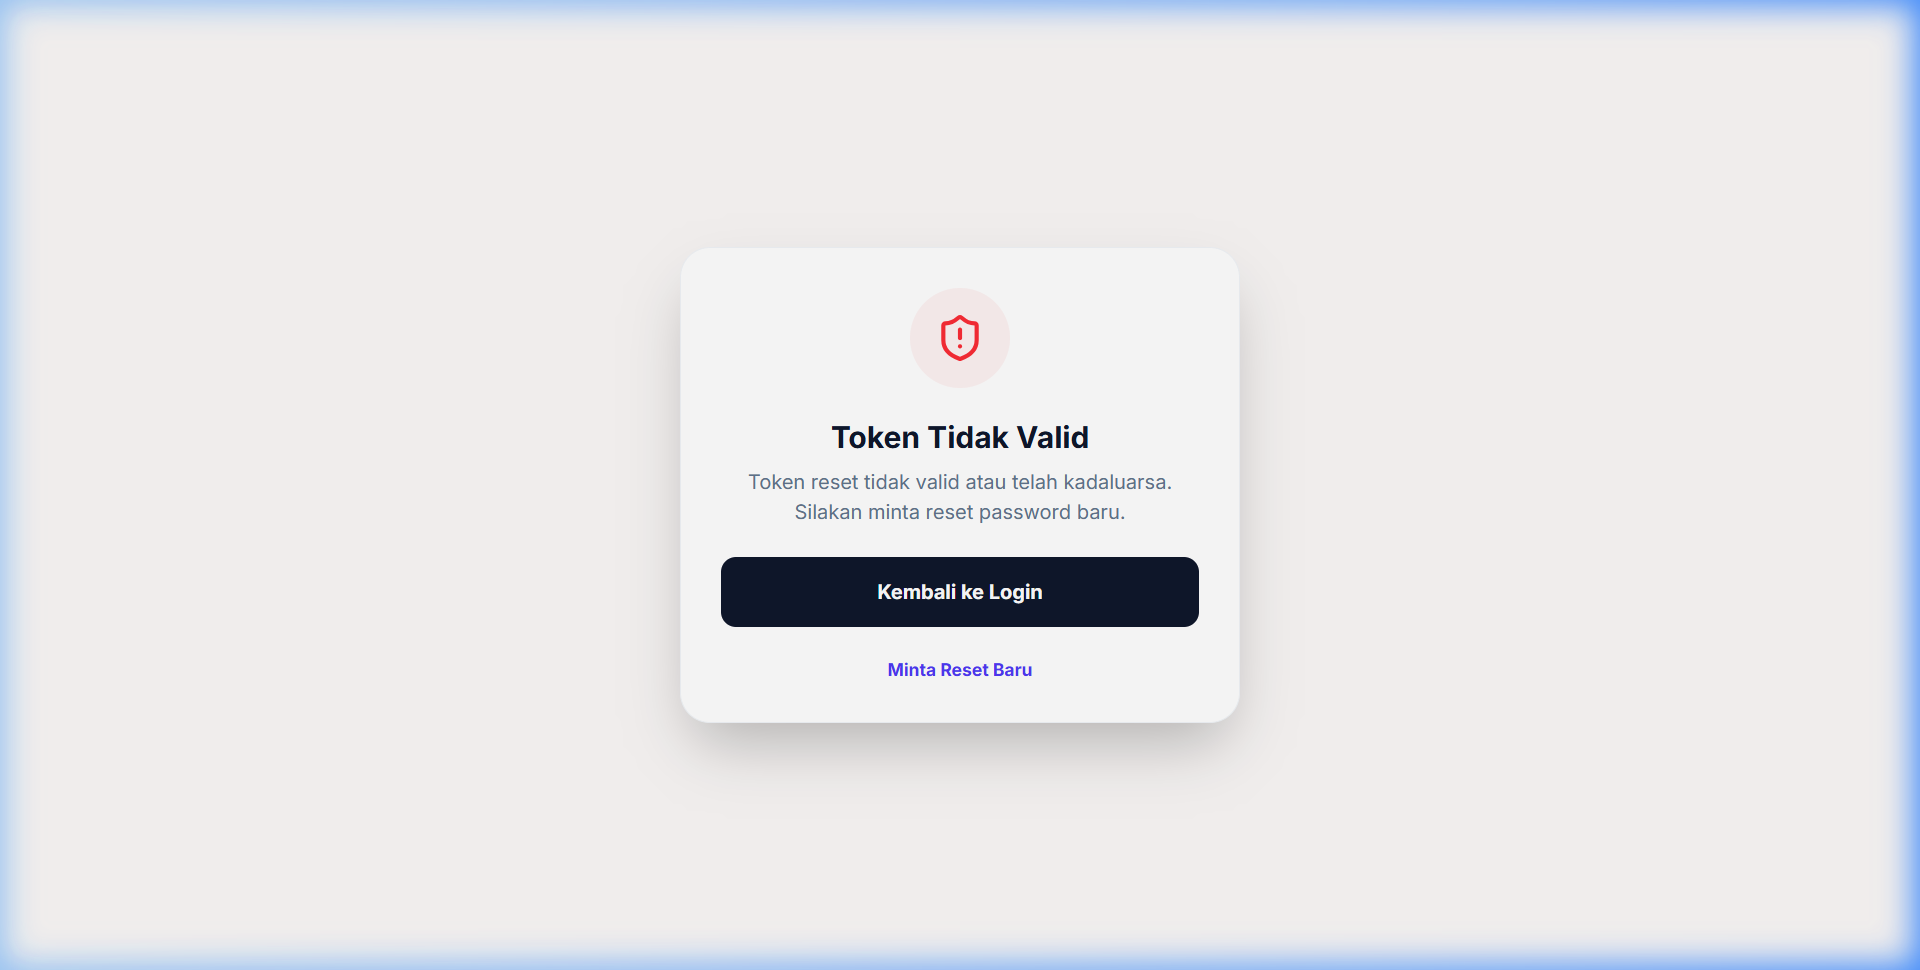 Token Tidak Valid
Token reset tidak valid atau telah kadaluarsa.
Silakan minta reset password baru.
Kembali ke Login
Minta Reset Baru